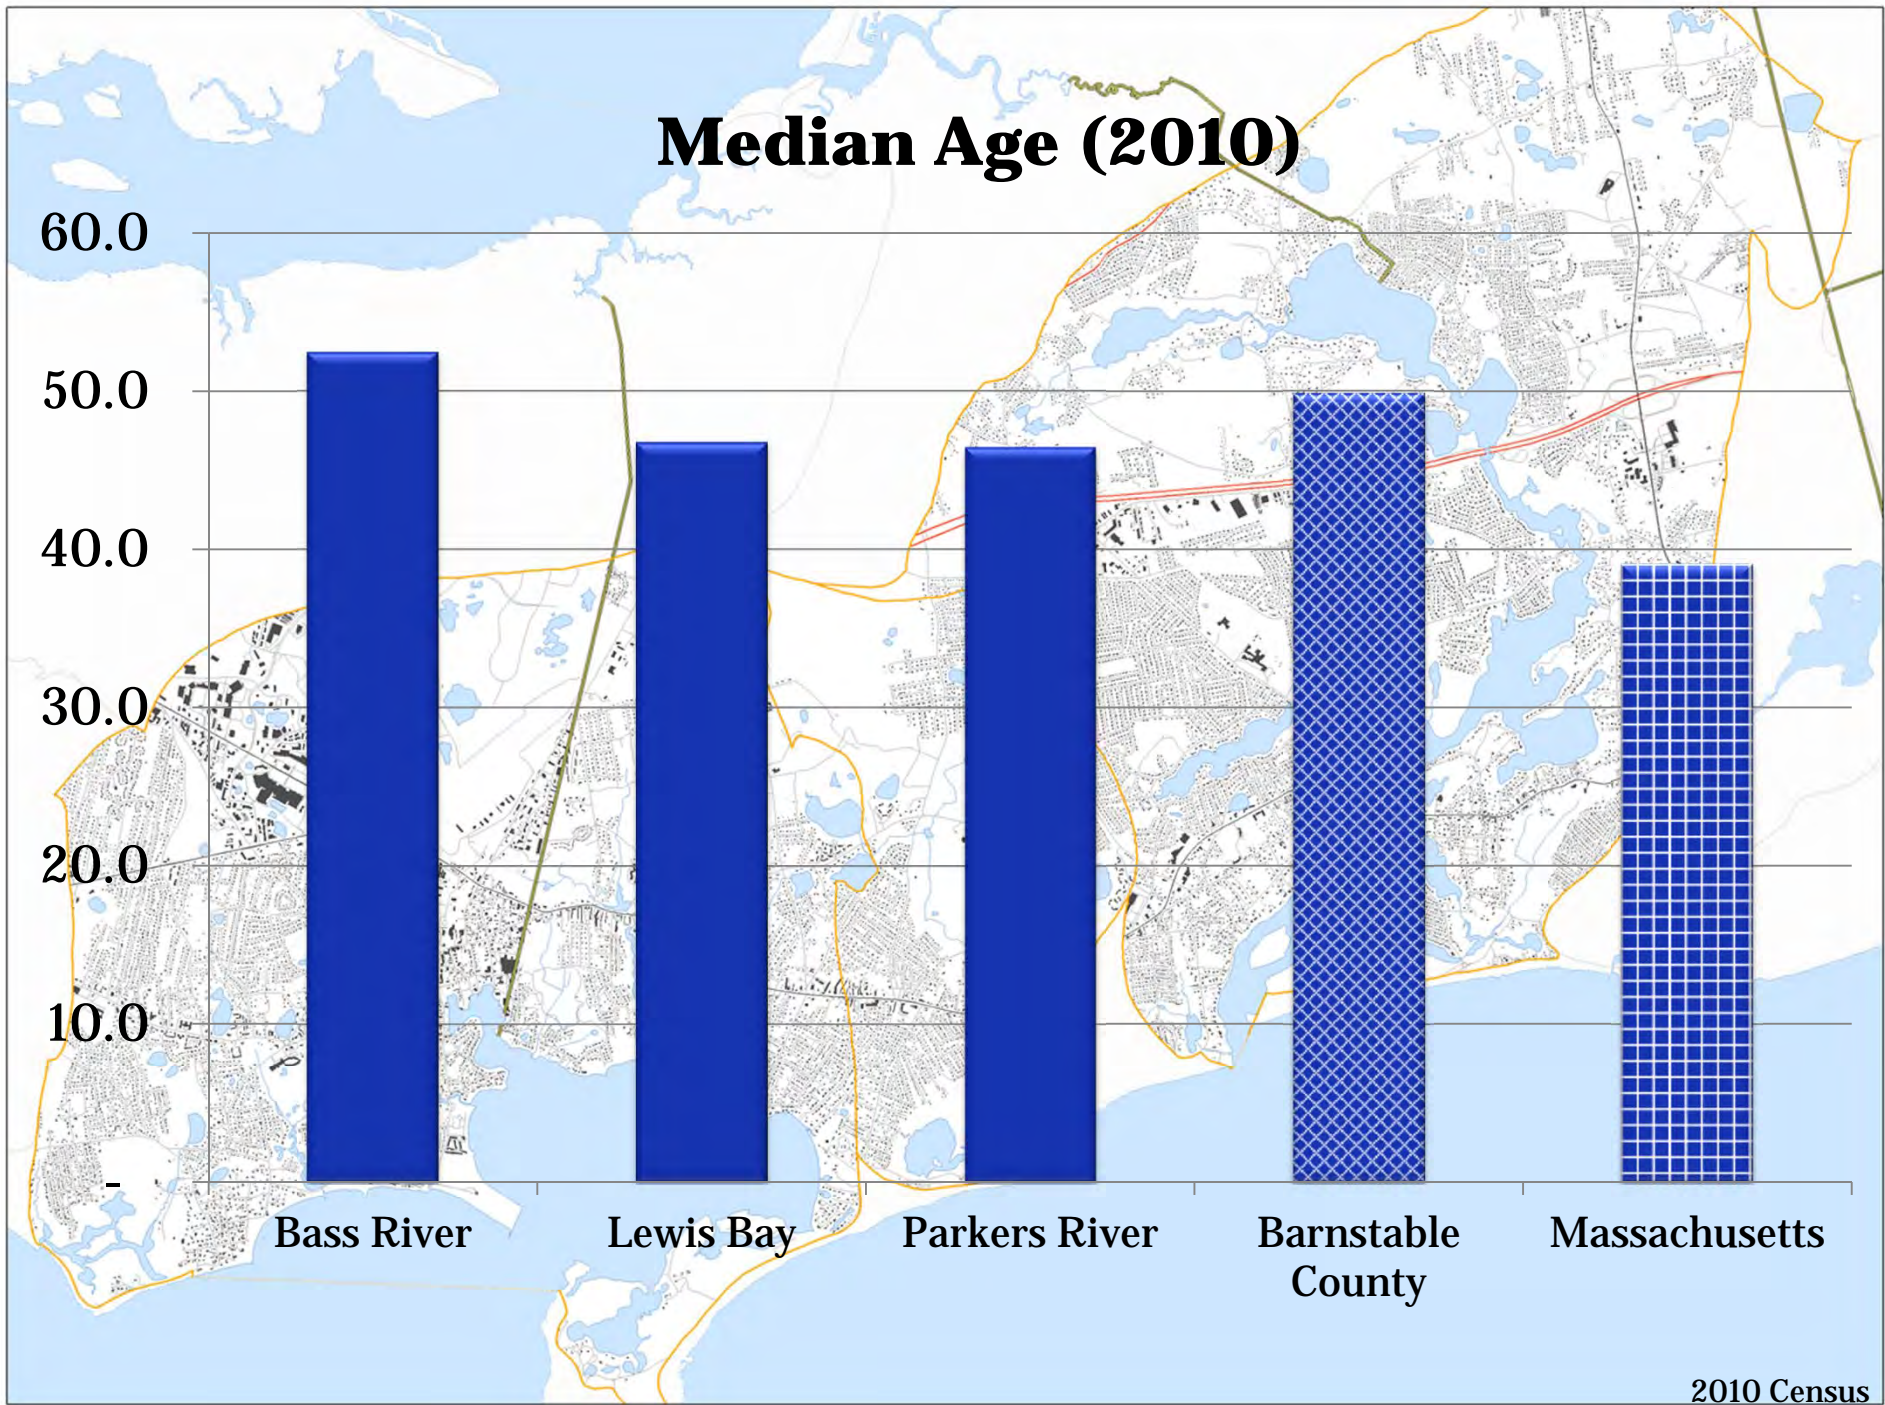 Median Age (2010)
60.0
50.0
40.0
30.0
20.0
10.0
-
Bass River
Lewis Bay
Parkers River
Barnstable
County
Massachusetts
2010 Census